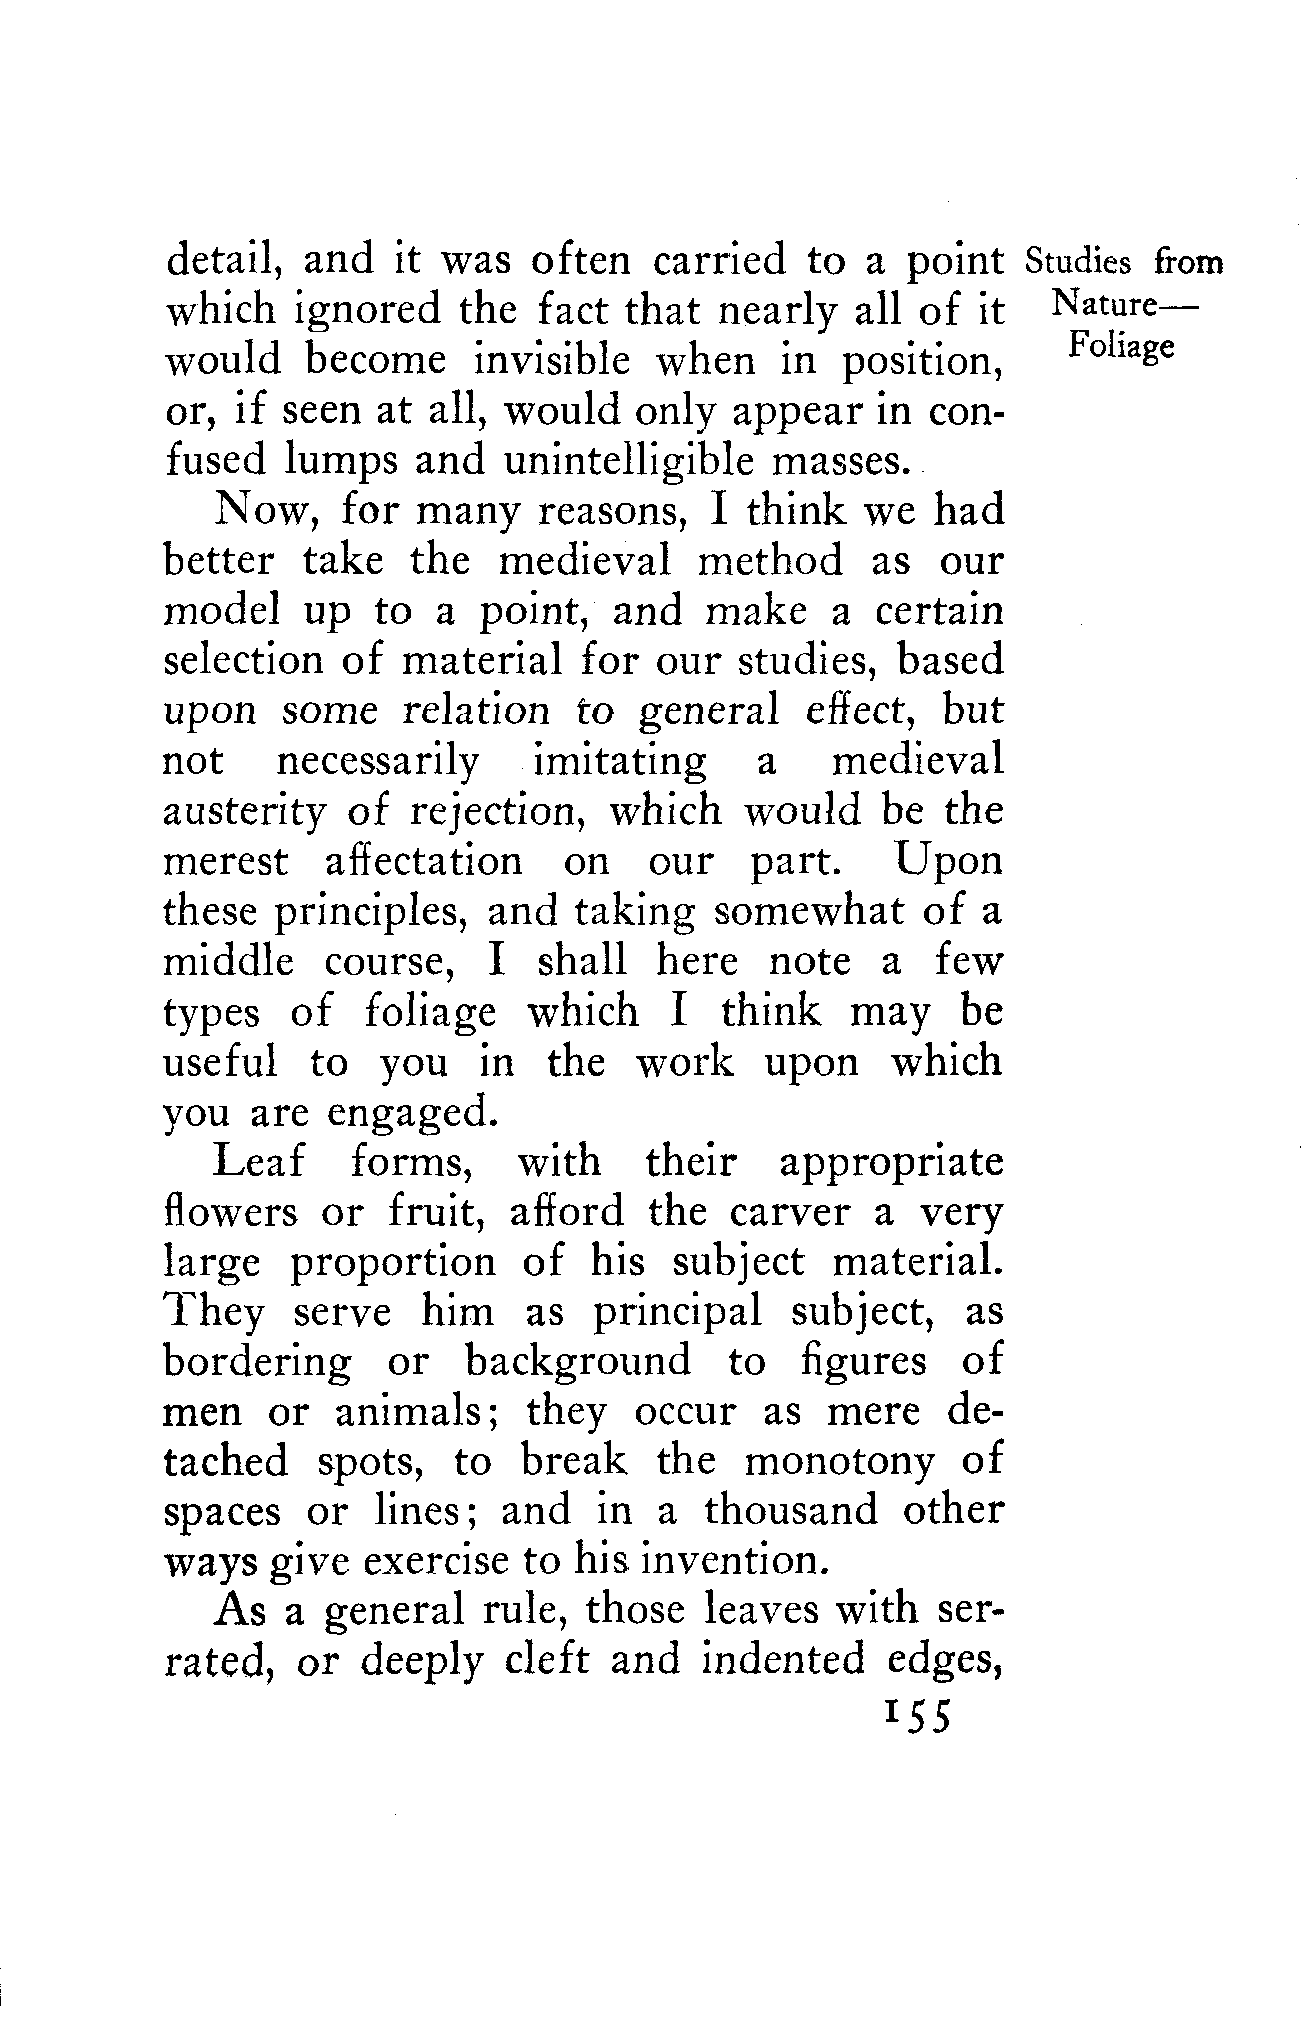 detail, and it was often carried to a point
which ignored the fact that nearly all of it
would become invisible when in position,
or, if seen at all, would only appear in con-
fused lumps and unintelligible masses.
Now, for many reasons, I think we had
better take the medieval method as our
model up to a point, and make a certain
selection of material for our studies, based
upon some relation to general effect, but
not necessarily imitating a medieval
austerity of rejection, which would be the
merest affectation on our part. Upon
these principles, and taking somewhat of a
middle course, I shall here note a few
types of foliage which I think may be
useful to you in the work upon which
you are engaged.
Leaf forms, with their appropriate
flowers or fruit, afford the carver a very
large proportion of his subject material.
They serve him as principal subject, as
bordering or background to figures of
men or animals; they occur as mere de-
tached spots, to break the monotony of
spaces or lines; and in a thousand other
ways give exercise to his invention.
As a general rule, those leaves with ser-
rated, or deeply cleft and indented edges,
Studies from
Nature—
Foliage
155